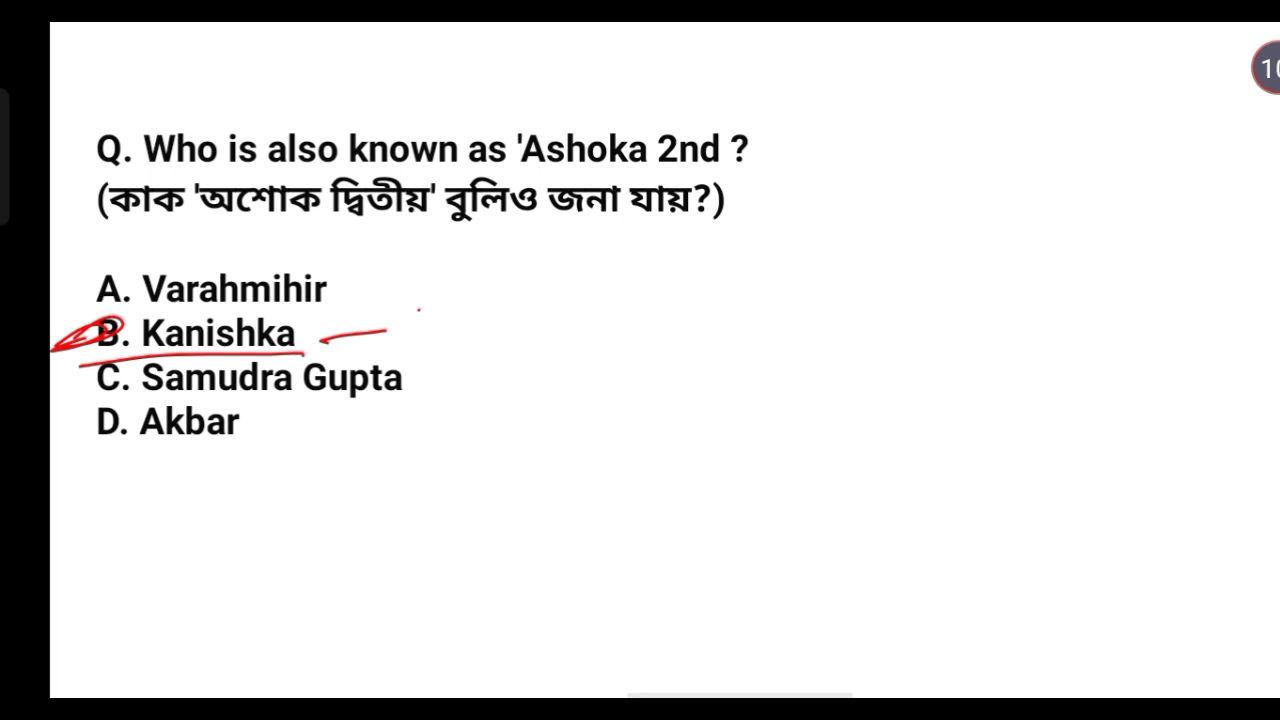 Q. Who is also known as 'Ashoka 2nd ?
(কাক 'অশোক দ্বিতীয়' বুলিও জনা যায়?)
A. Varahmihir
B. Kanishka
C. Samudra Gupta
D. Akbar